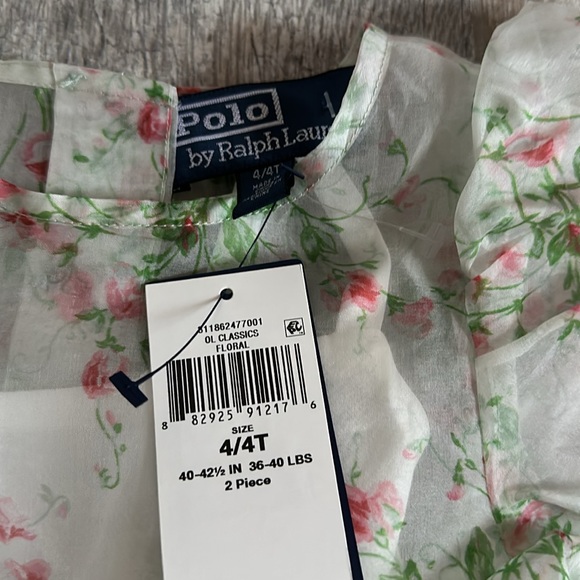 Polo
by Ralph Laur
4/4T
MADE
511862477001
OL CLASSICS
FLORAL
8 82925 91217 6
SIZE
4/4T
40-42½ IN 36-40 LBS
2 Piece